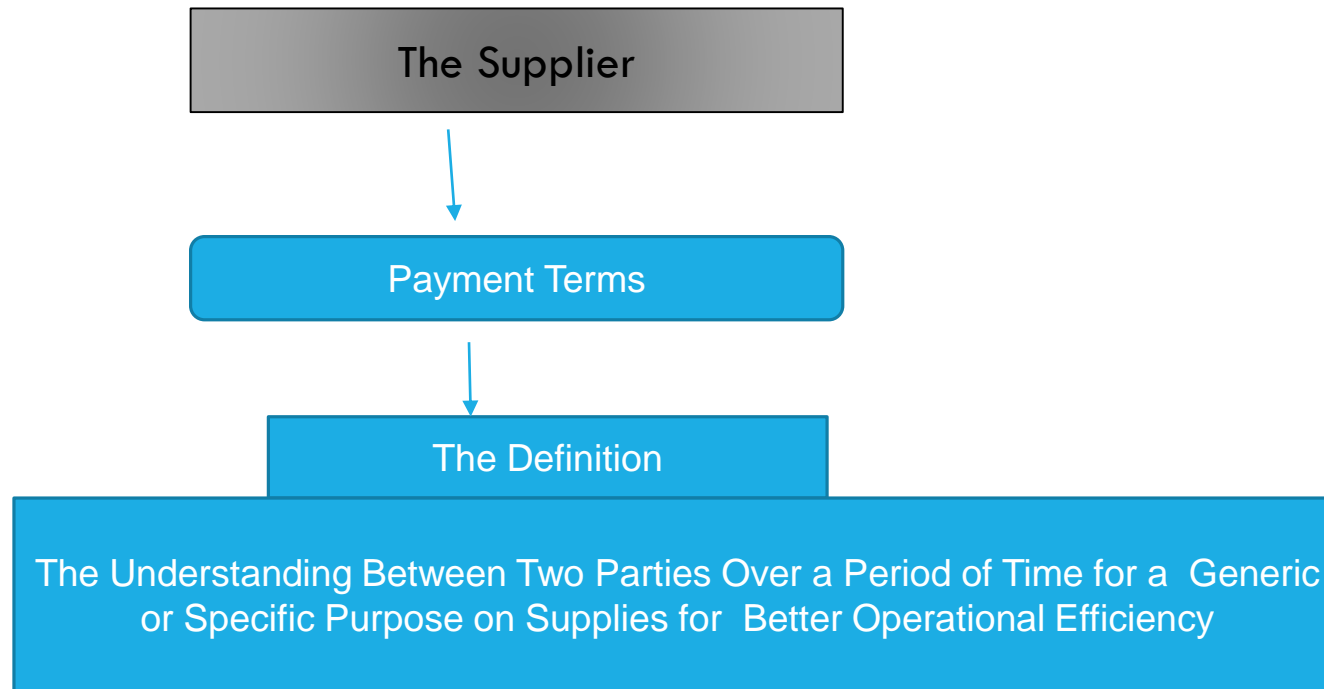 The Supplier
Payment Terms
The Definition
The Understanding Between Two Parties Over a Period of Time for a  Generic
or Specific Purpose on Supplies for  Better Operational Efficiency